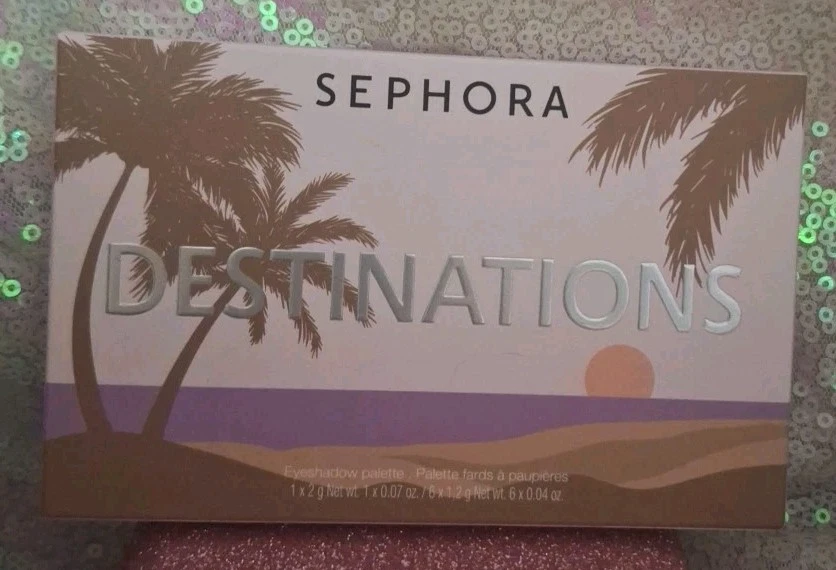 SEPHORA
DESTINATIONS
Eyeshadow palette . Palette fards à paupières
1 x 2 g Net wt. 1 x 0.07 oz. / 6 x 1.2 g Net wt. 6 x 0.04 oz.